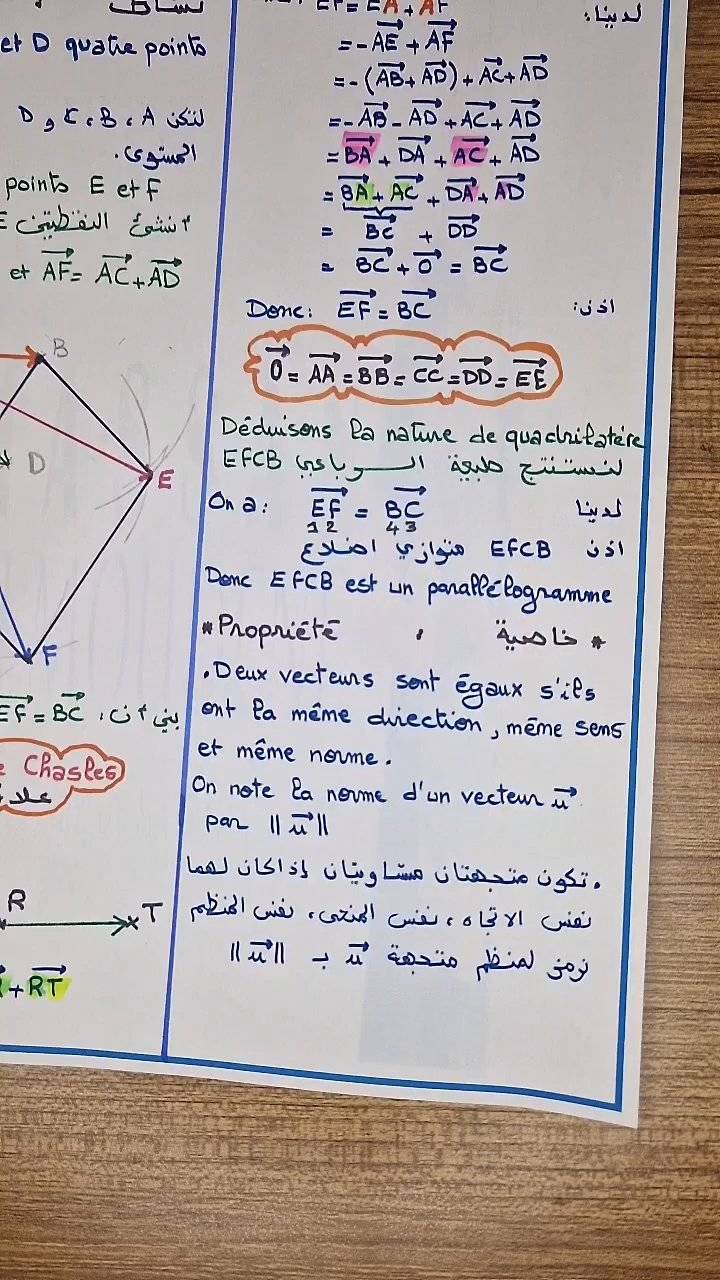 et D quatre points
لتكن D و C، B، A
المستوى.
points E et F
أنشئ النقطتين E
et AF⃗ = AC⃗ + AD⃗
B
D
E
F
EF⃗ = BC⃗ ، بين أن
Chasles
R
T
+ RT⃗
EF = EA + AF
لدينا:
= -AE⃗ + AF⃗
= -(AB⃗ + AD⃗) + AC⃗ + AD⃗
= -AB⃗ - AD⃗ + AC⃗ + AD⃗
= BA⃗ + DA⃗ + AC⃗ + AD⃗
= BA⃗ + AC⃗ + DA⃗ + AD⃗
= BC⃗ + DD⃗
= BC⃗ + 0⃗ = BC⃗
Donc: EF⃗ = BC⃗ اذن:
0⃗ = AA⃗ = BB⃗ = CC⃗ = DD⃗ = EE⃗
Déduisons la nature de quadrilatére
لنستنتج طبيعة الرباعي EFCB
On a: EF⃗ = BC⃗ لدينا
1 2 4 3
اذن EFCB متوازي اضلاع
Donc EFCB est un parallélogramme
* Propriété : خاصية *
. Deux vecteurs sont égaux s'ils
ont la même direction, même sens
et même norme.
On note la norme d'un vecteur u⃗
par ||u⃗||
. تكون متجهتان متساويتان إذا كان لهما
نفس الاتجاه، نفس المنحى، نفس المنظم
نرمز لمنظم متجهة u⃗ بـ ||u⃗||